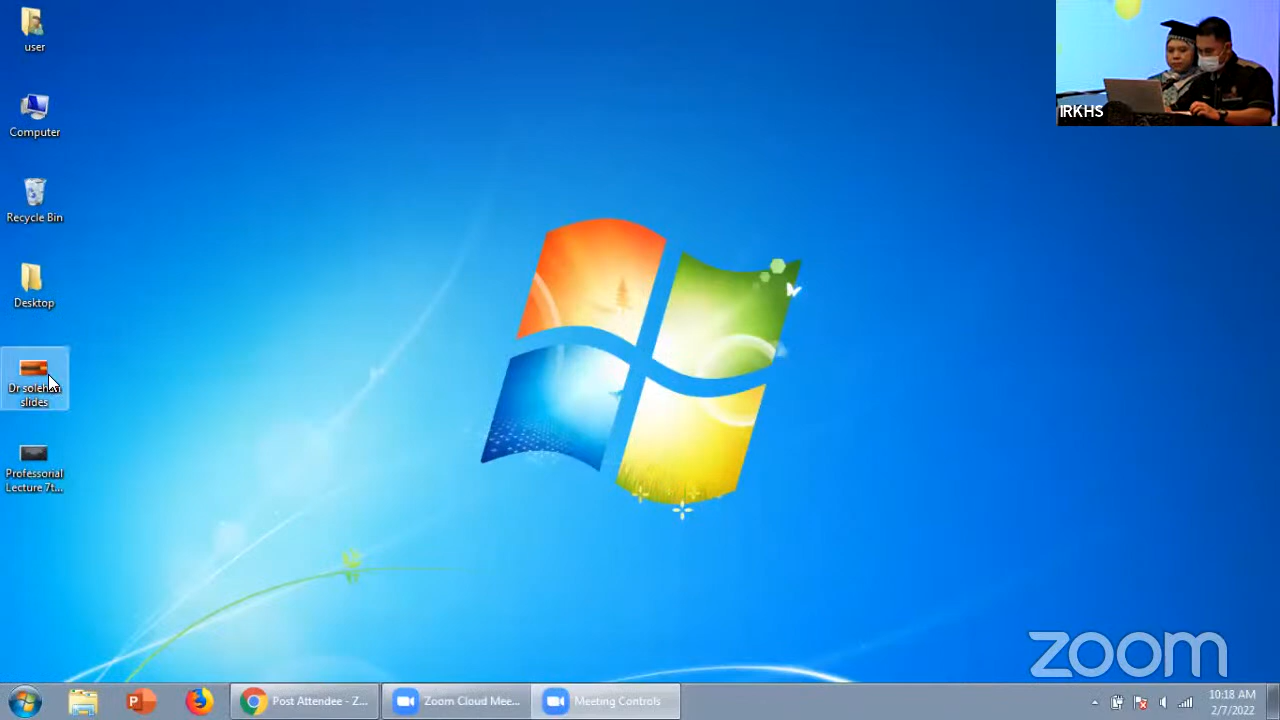 user
IRKHS
Computer
Recycle Bin
Desktop
slides
Professorial
Lecture 7t...
zoom
P
Post Attendee - Z...
Zoom Cloud Mee...
Meeting Controls
10:18 AM
2/7/2022